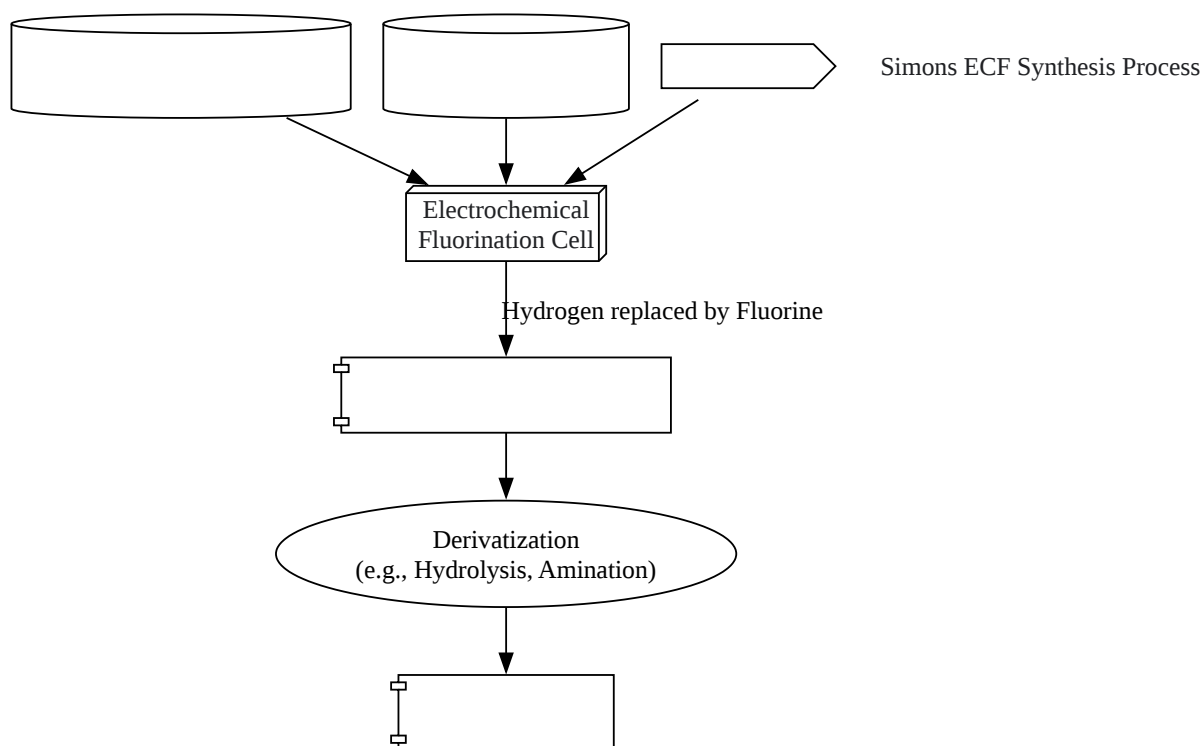 Simons ECF Synthesis Process
Electrochemical
Fluorination Cell
Hydrogen replaced by Fluorine
Derivatization
(e.g., Hydrolysis, Amination)